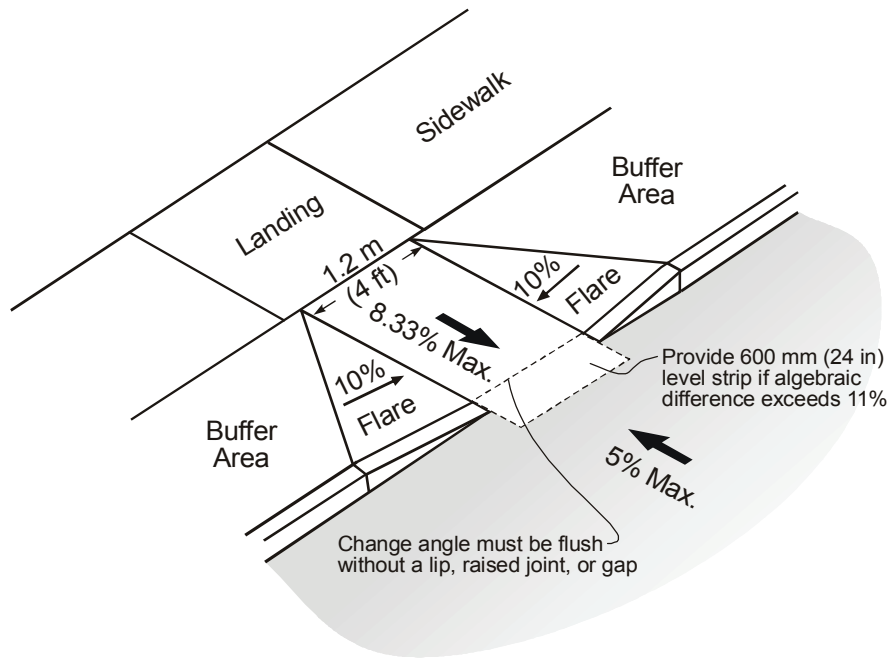 Sidewalk
Buffer
Area
Landing
1.2 m
(4 ft)
10%
Flare
8.33% Max.
Provide 600 mm (24 in)
level strip if algebraic
difference exceeds 11%
10%
Flare
Buffer
Area
5% Max.
Change angle must be flush
without a lip, raised joint, or gap